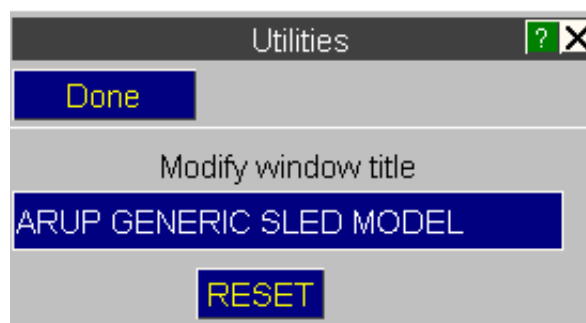 Utilities ? X
Done
Modify window title
ARUP GENERIC SLED MODEL
RESET